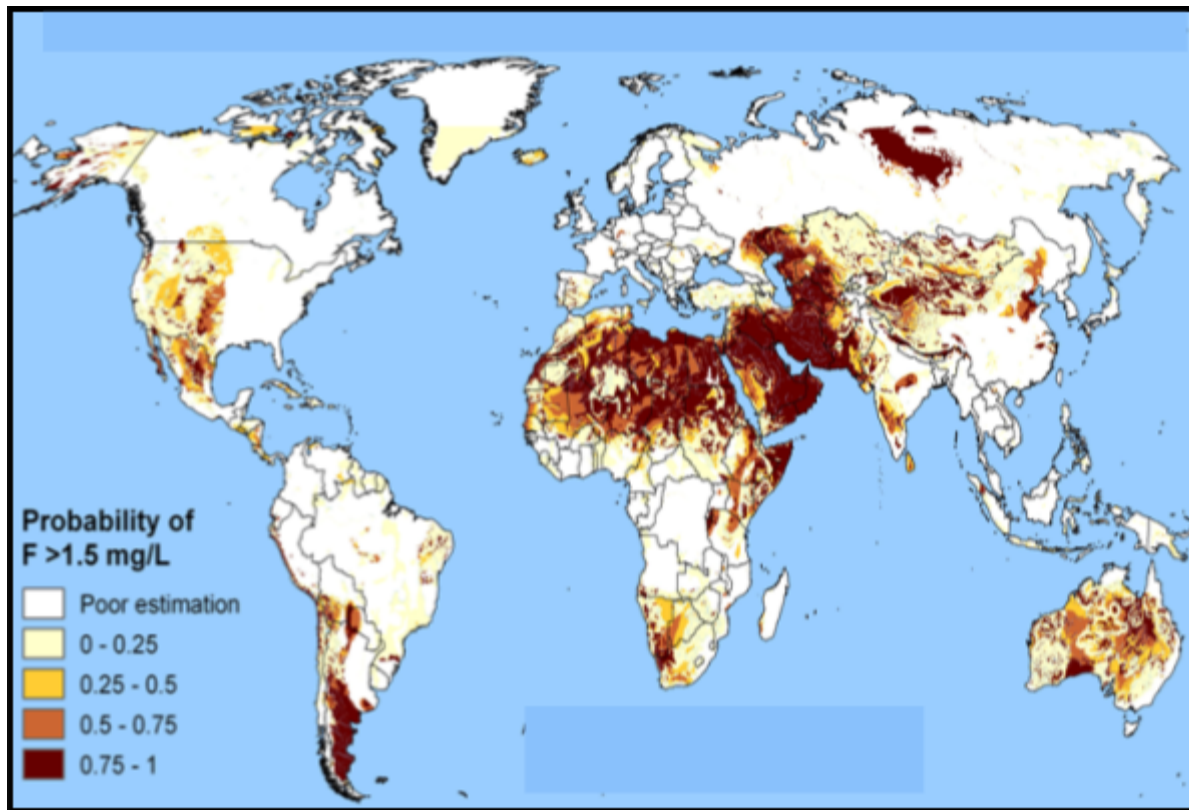 Probability of
F >1.5 mg/L
Poor estimation
0 - 0.25
0.25 - 0.5
0.5 - 0.75
0.75 - 1